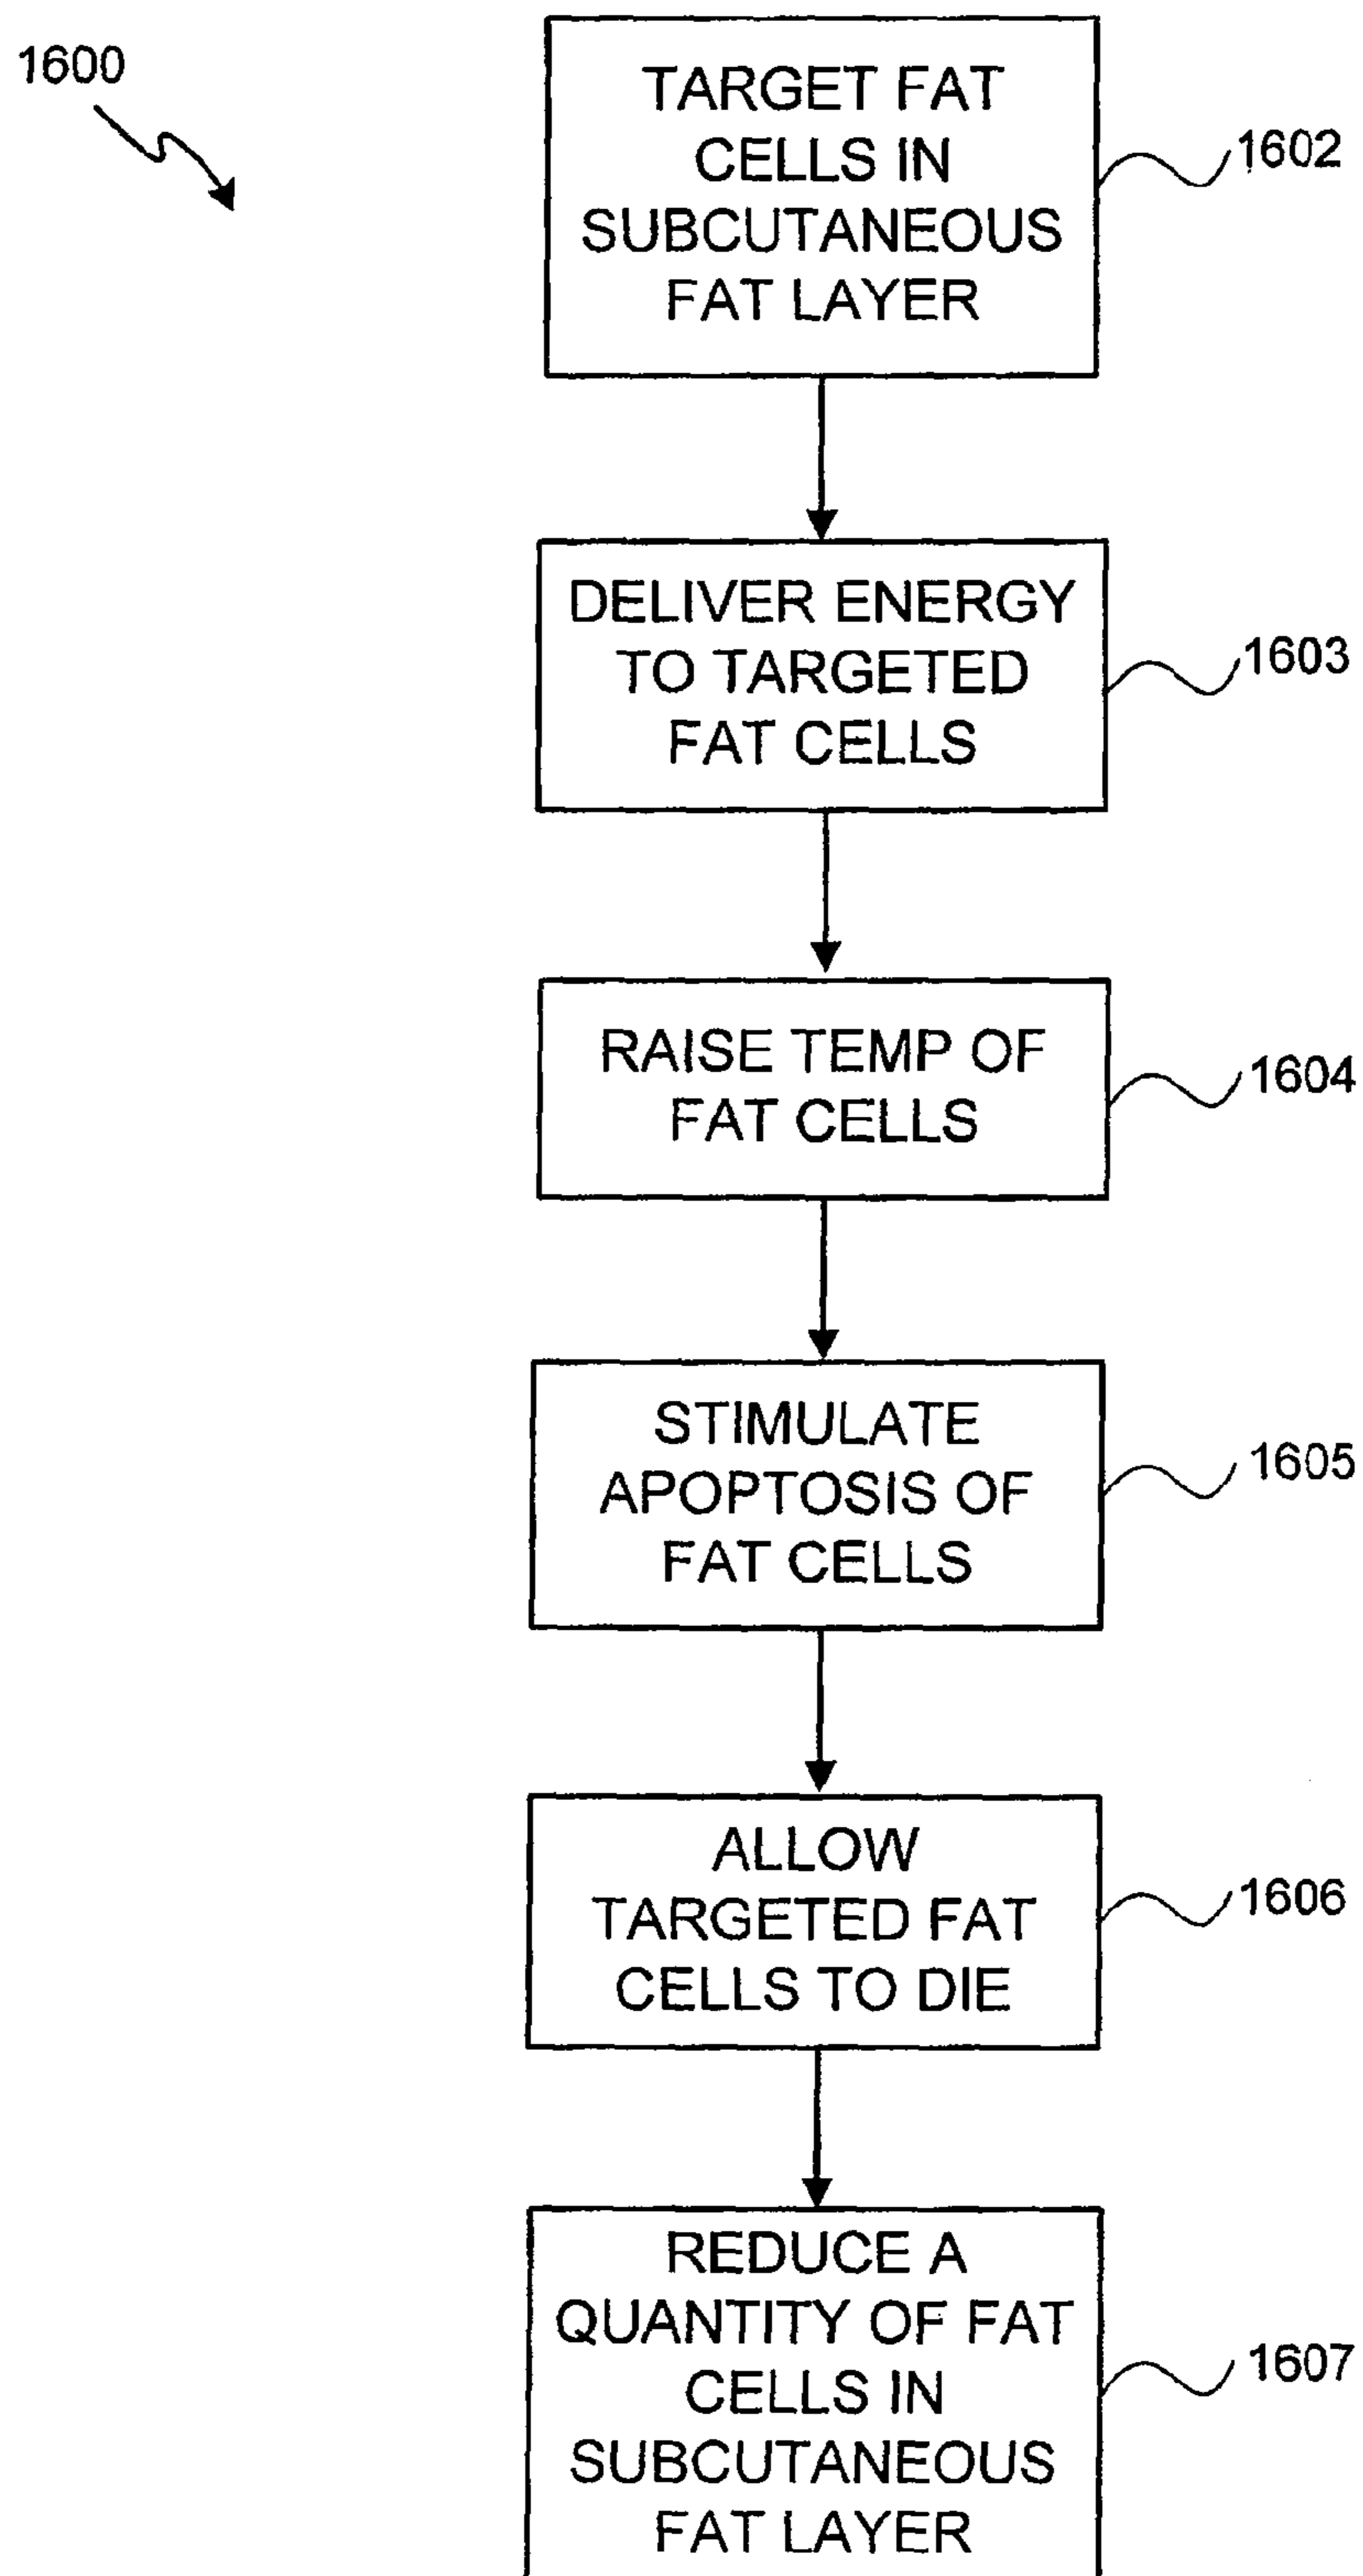 1600
TARGET FAT
CELLS IN
SUBCUTANEOUS
FAT LAYER
1602
DELIVER ENERGY
TO TARGETED
FAT CELLS
1603
RAISE TEMP OF
FAT CELLS
1604
STIMULATE
APOPTOSIS OF
FAT CELLS
1605
ALLOW
TARGETED FAT
CELLS TO DIE
1606
REDUCE A
QUANTITY OF FAT
CELLS IN
SUBCUTANEOUS
FAT LAYER
1607